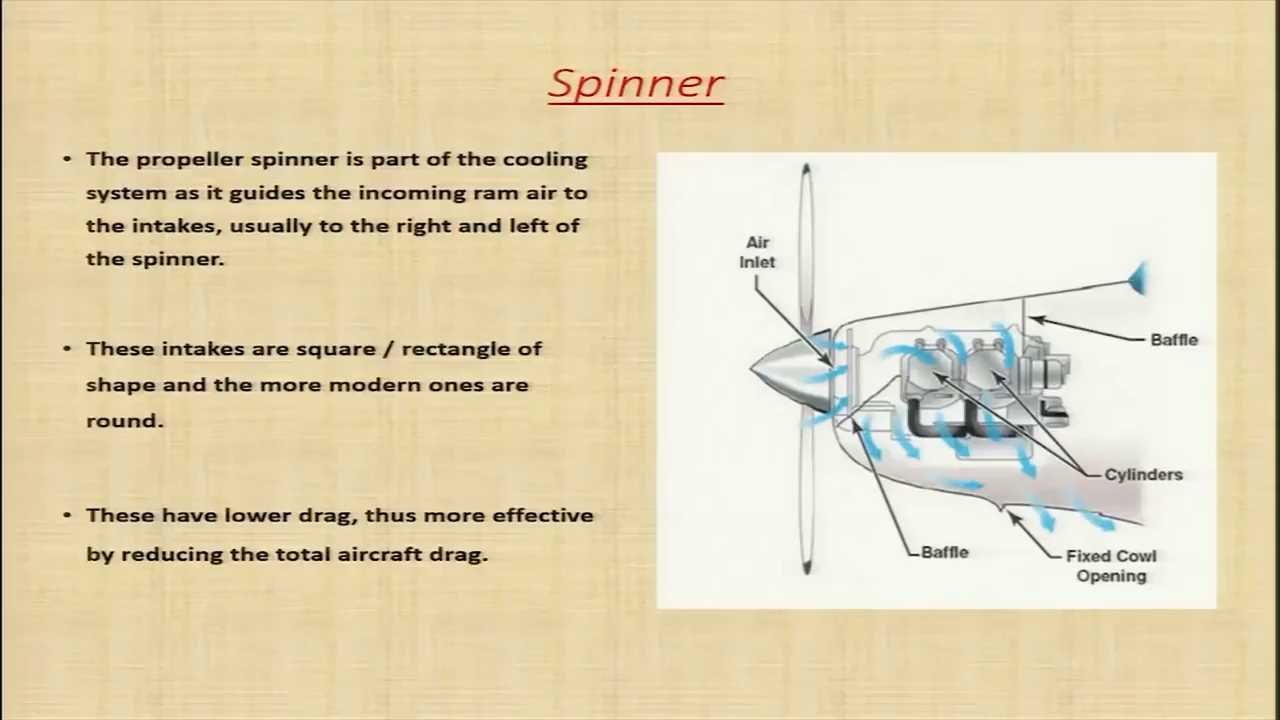 Spinner
• The propeller spinner is part of the cooling
system as it guides the incoming ram air to
the intakes, usually to the right and left of
the spinner.
• These intakes are square / rectangle of
shape and the more modern ones are
round.
• These have lower drag, thus more effective
by reducing the total aircraft drag.
Air
Inlet
Baffle
Cylinders
Baffle
Fixed Cowl
Opening